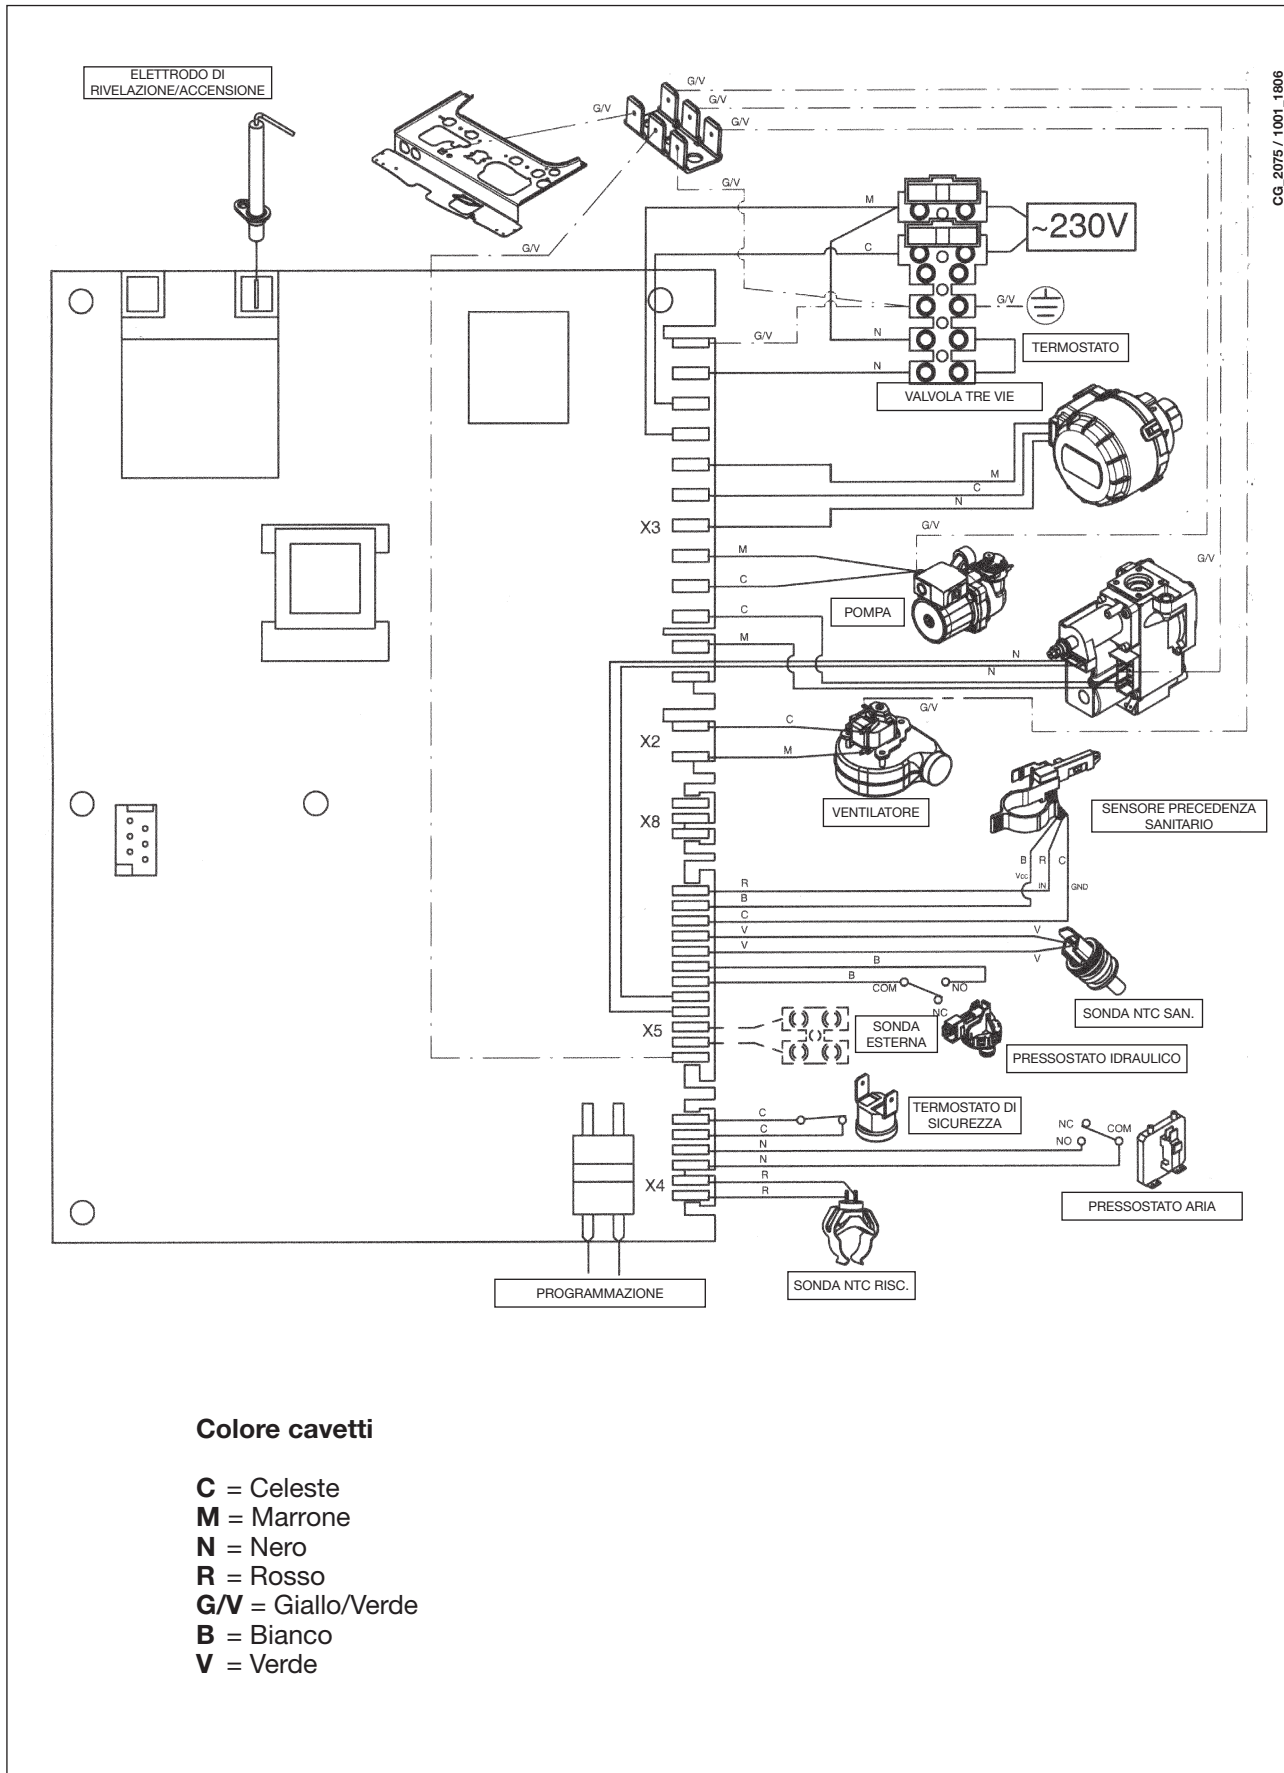 CG_2075 / 1001_1806
ELETTRODO DI
RIVELAZIONE/ACCENSIONE
G/V
G/V
G/V
G/V
G/V
G/V
M
~230V
C
G/V
N
TERMOSTATO
G/V
N
VALVOLA TRE VIE
M
C
N
X3
G/V
G/V
M
C
POMPA
C
M
N
N
G/V
X2
C
M
VENTILATORE
SENSORE PRECEDENZA
SANITARIO
X8
B
R
C
Vcc
IN
GND
R
B
C
V
V
V
V
B
B
COM
NO
NC
SONDA NTC SAN.
X5
SONDA
ESTERNA
PRESSOSTATO IDRAULICO
TERMOSTATO DI
SICUREZZA
C
C
N
N
NC
COM
NO
X4
R
R
PRESSOSTATO ARIA
SONDA NTC RISC.
PROGRAMMAZIONE
Colore cavetti
C = Celeste
M = Marrone
N = Nero
R = Rosso
G/V = Giallo/Verde
B = Bianco
V = Verde